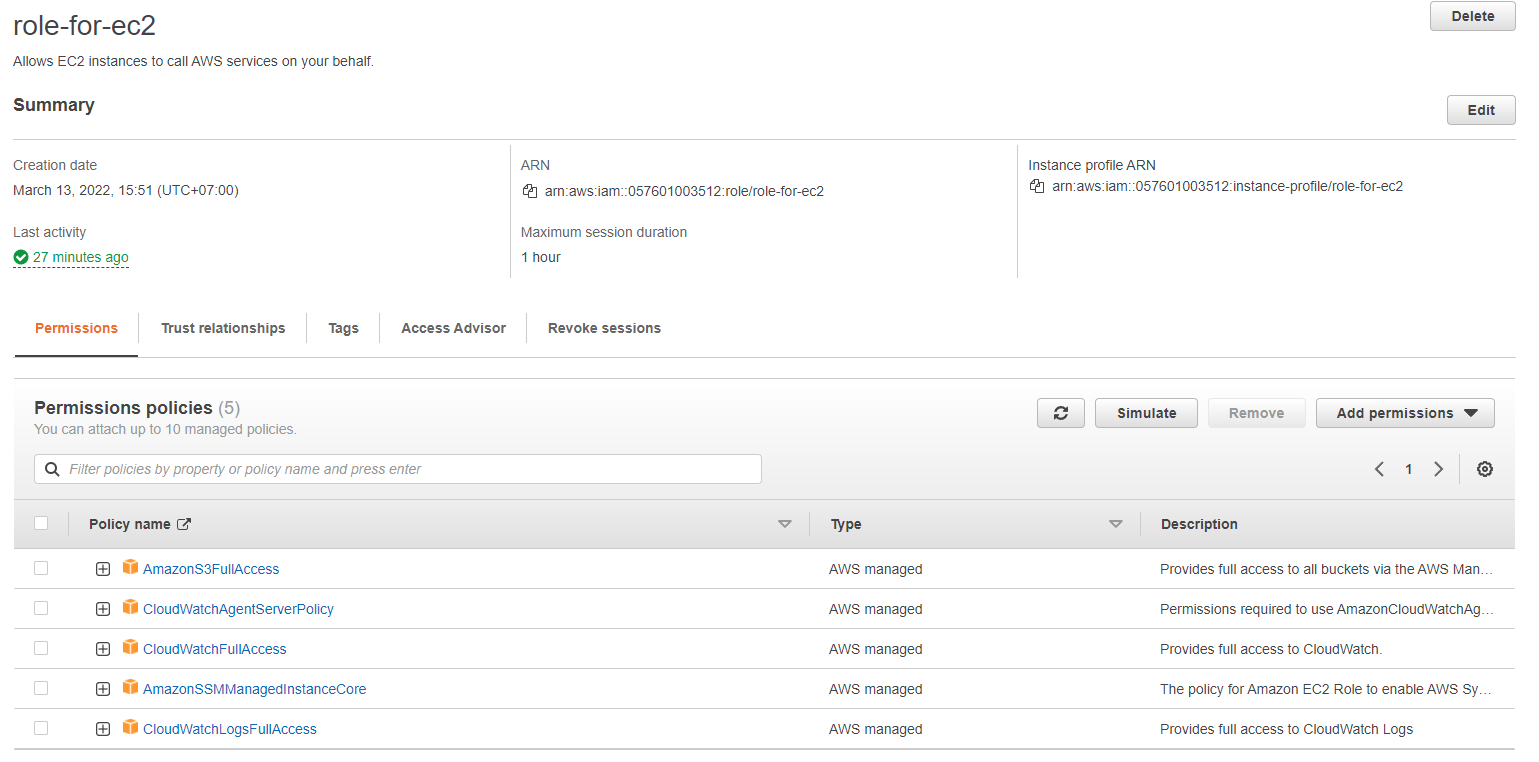 role-for-ec2
Delete
Allows EC2 instances to call AWS services on your behalf.
Summary
Edit
Creation date
March 13, 2022, 15:51 (UTC+07:00)
ARN
arn:aws:iam::057601003512:role/role-for-ec2
Instance profile ARN
arn:aws:iam::057601003512:instance-profile/role-for-ec2
Last activity
27 minutes ago
Maximum session duration
1 hour
Permissions
Trust relationships
Tags
Access Advisor
Revoke sessions
Permissions policies (5)
You can attach up to 10 managed policies.
Simulate
Remove
Add permissions
Filter policies by property or policy name and press enter
1
Policy name
Type
Description
AmazonS3FullAccess
AWS managed
Provides full access to all buckets via the AWS Man…
CloudWatchAgentServerPolicy
AWS managed
Permissions required to use AmazonCloudWatchAg…
CloudWatchFullAccess
AWS managed
Provides full access to CloudWatch.
AmazonSSMManagedInstanceCore
AWS managed
The policy for Amazon EC2 Role to enable AWS Sy…
CloudWatchLogsFullAccess
AWS managed
Provides full access to CloudWatch Logs